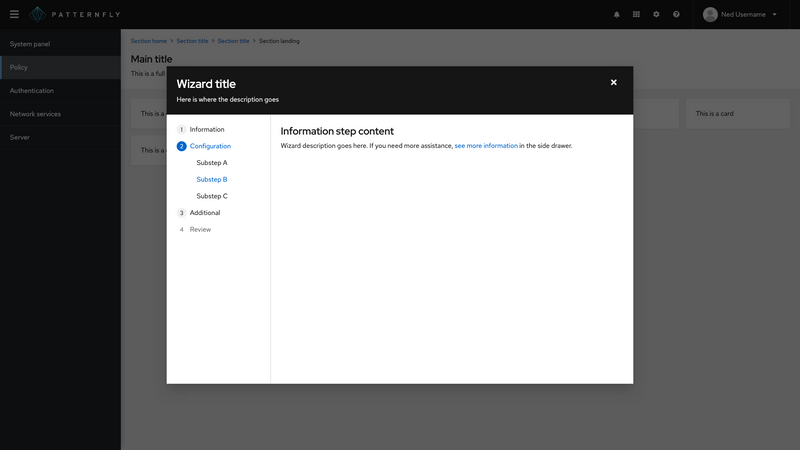 PATTERNFLY
Ned Username
System panel
Policy
Authentication
Network services
Server
Section home > Section title > Section title > Section landing
Main title
This is a full
This is a
This is a card
This is a
Wizard title
Here is where the description goes
1 Information
2 Configuration
Substep A
Substep B
Substep C
3 Additional
4 Review
Information step content
Wizard description goes here. If you need more assistance, see more information in the side drawer.